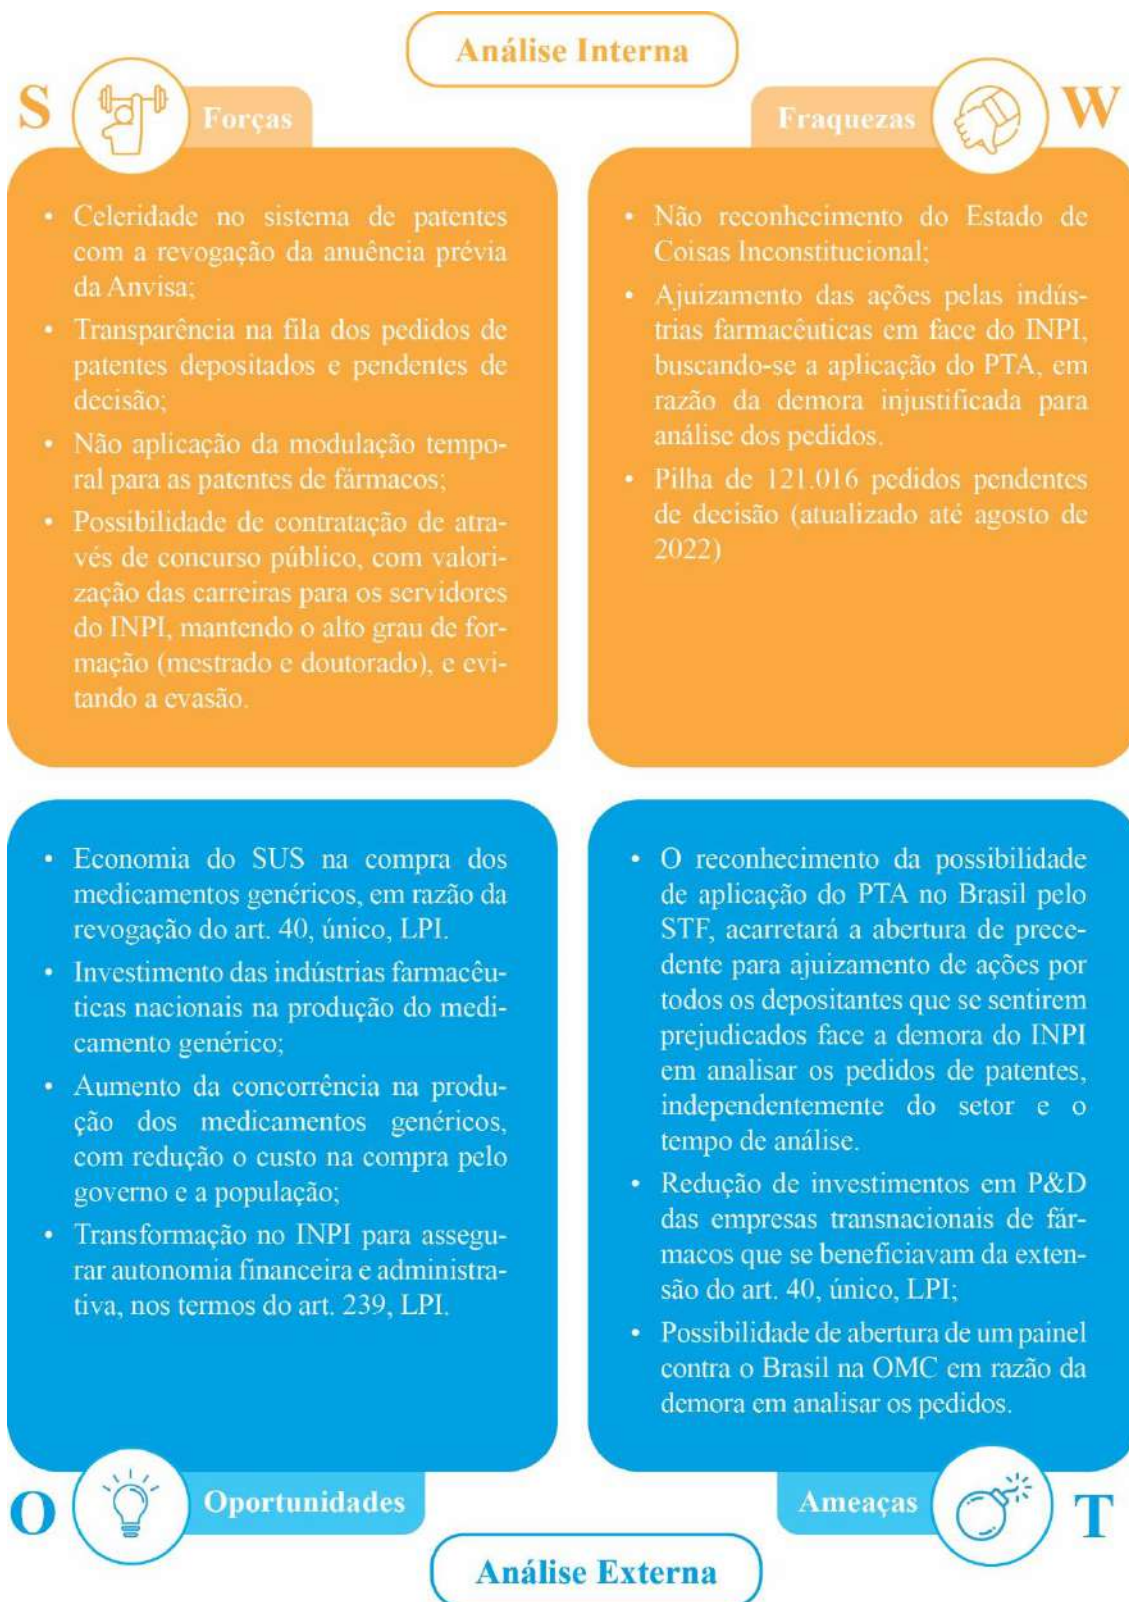 Análise Interna
S
Forças
• Celeridade no sistema de patentes
com a revogação da anuência prévia
da Anvisa;
• Transparência na fila dos pedidos de
patentes depositados e pendentes de
decisão;
• Não aplicação da modulação tempo-
ral para as patentes de fármacos;
• Possibilidade de contratação de atra-
vés de concurso público, com valori-
zação das carreiras para os servidores
do INPI, mantendo o alto grau de for-
mação (mestrado e doutorado), e evi-
tando a evasão.
Fraquezas
W
• Não reconhecimento do Estado de
Coisas Inconstitucional;
• Ajuizamento das ações pelas indús-
trias farmacêuticas em face do INPI,
buscando-se a aplicação do PTA, em
razão da demora injustificada para
análise dos pedidos.
• Pilha de 121.016 pedidos pendentes
de decisão (atualizado até agosto de
2022)
• Economia do SUS na compra dos
medicamentos genéricos, em razão da
revogação do art. 40, único, LPI.
• Investimento das indústrias farmacêu-
ticas nacionais na produção do medi-
camento genérico;
• Aumento da concorrência na produ-
ção dos medicamentos genéricos,
com redução o custo na compra pelo
governo e a população;
• Transformação no INPI para assegu-
rar autonomia financeira e administra-
tiva, nos termos do art. 239, LPI.
O
Oportunidades
• O reconhecimento da possibilidade
de aplicação do PTA no Brasil pelo
STF, acarretará a abertura de prece-
dente para ajuizamento de ações por
todos os depositantes que se sentirem
prejudicados face a demora do INPI
em analisar os pedidos de patentes,
independentemente do setor e o
tempo de análise.
• Redução de investimentos em P&D
das empresas transnacionais de fár-
macos que se beneficiavam da exten-
são do art. 40, único, LPI;
• Possibilidade de abertura de um painel
contra o Brasil na OMC em razão da
demora em analisar os pedidos.
Ameaças
T
Análise Externa